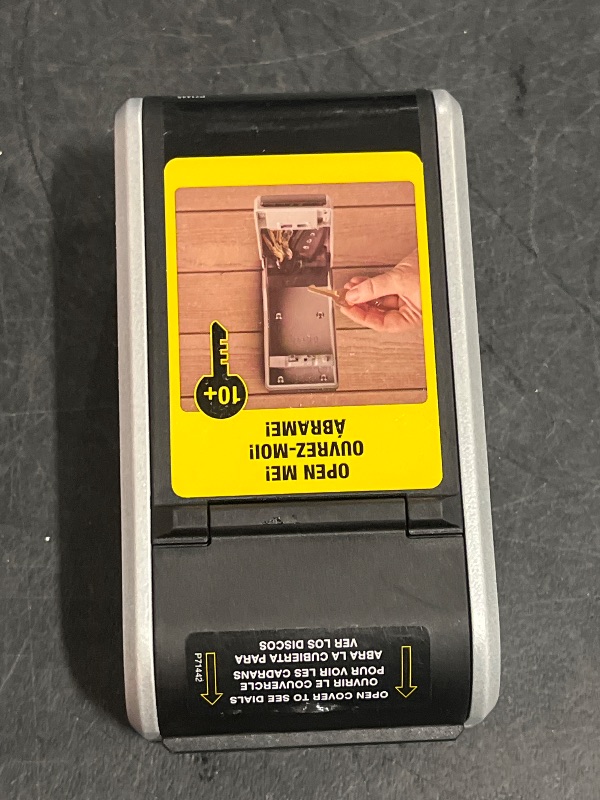 OPEN COVER TO SEE DIALS
OUVRIR LE COUVERCLE
POUR VOIR LES CADRANS
ABRA LA CUBIERTA PARA
VER LOS DISCOS
P71442
OPEN ME!
OUVREZ-MOI!
ÁBRAME!
10+